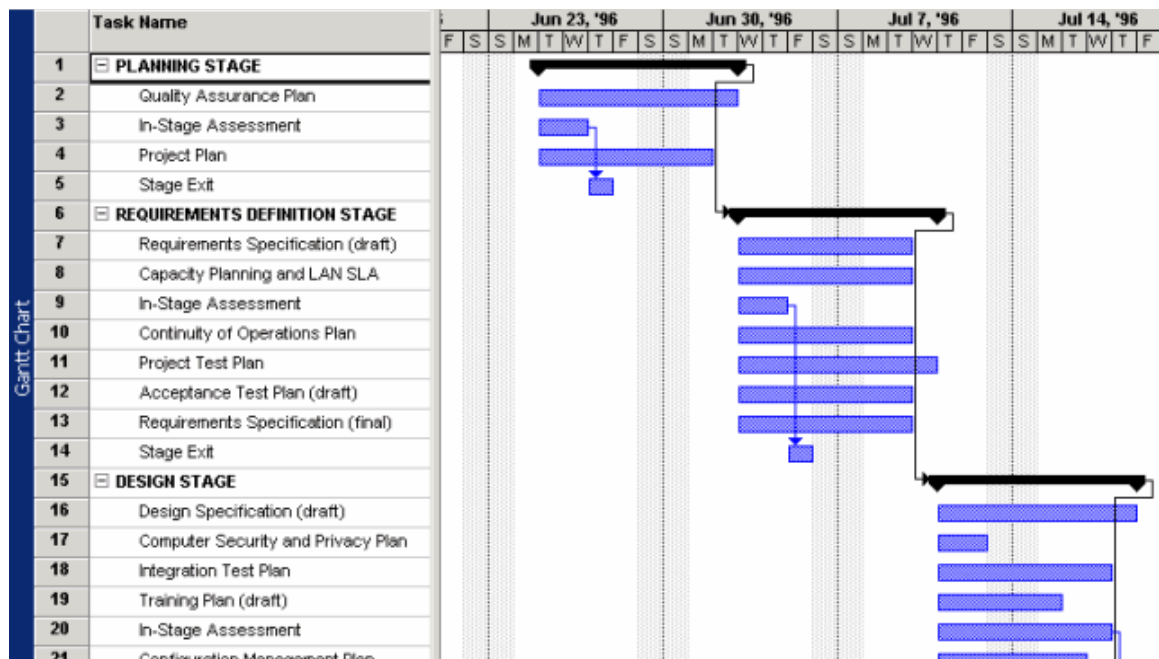 Task Name
Jun 23, '96 Jun 30, '96 Jul 7, '96 Jul 14, '96
F S S M T W T F S S M T W T F S S M T W T F S S M T W T F
1 PLANNING STAGE
2 Quality Assurance Plan
3 In-Stage Assessment
4 Project Plan
5 Stage Exit
6 REQUIREMENTS DEFINITION STAGE
7 Requirements Specification (draft)
8 Capacity Planning and LAN SLA
9 In-Stage Assessment
10 Continuity of Operations Plan
11 Project Test Plan
12 Acceptance Test Plan (draft)
13 Requirements Specification (final)
14 Stage Exit
15 DESIGN STAGE
16 Design Specification (draft)
17 Computer Security and Privacy Plan
18 Integration Test Plan
19 Training Plan (draft)
20 In-Stage Assessment
21 Configuration Management Plan
Gantt Chart